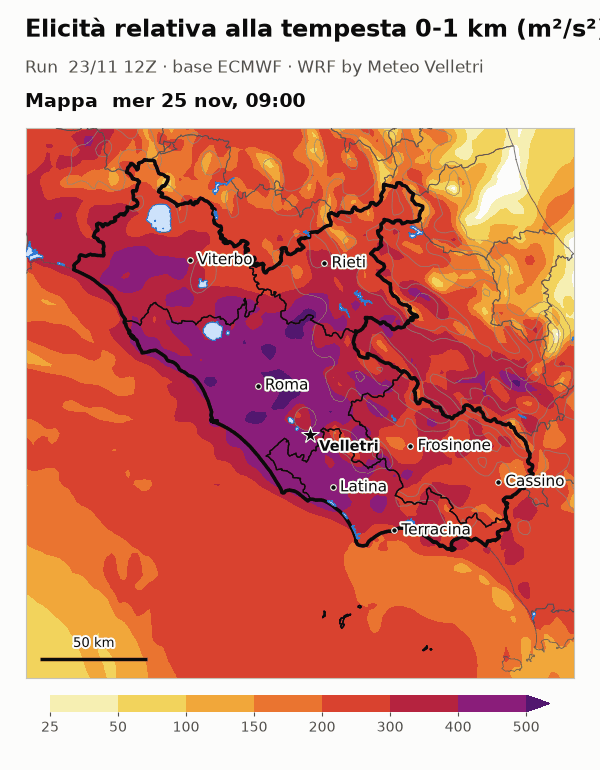 Elicità relativa alla tempesta 0-1 km (m²/s²)
Run 23/11 12Z · base ECMWF · WRF by Meteo Velletri
Mappa mer 25 nov, 09:00
Viterbo
Rieti
Roma
Velletri
Frosinone
Latina
Cassino
Terracina
50 km
25 50 100 150 200 300 400 500